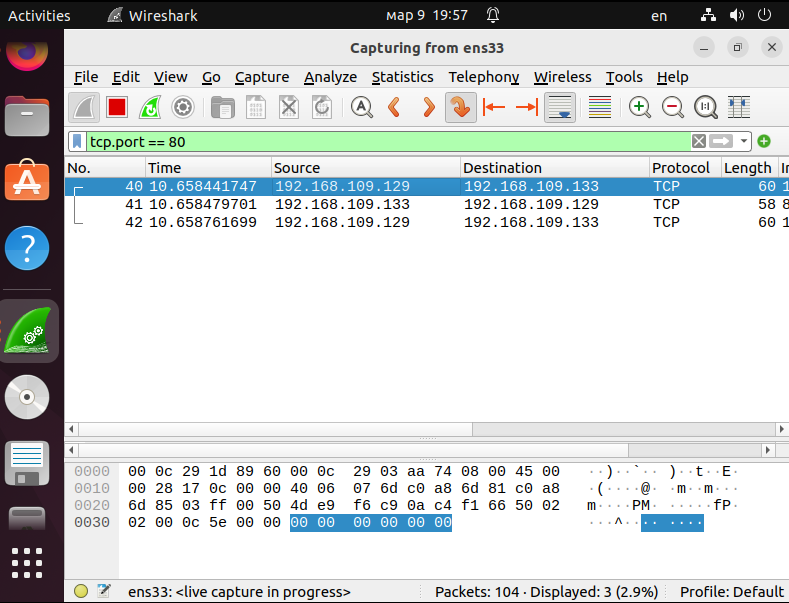 Activities Wireshark мар 9 19:57 en
Capturing from ens33
File Edit View Go Capture Analyze Statistics Telephony Wireless Tools Help
tcp.port == 80
No. Time Source Destination Protocol Length In
40 10.658441747 192.168.109.129 192.168.109.133 TCP 60 1
41 10.658479701 192.168.109.133 192.168.109.129 TCP 58 8
42 10.658761699 192.168.109.129 192.168.109.133 TCP 60 1
0000 00 0c 29 1d 89 60 00 0c 29 03 aa 74 08 00 45 00 ··)··`·· )··t··E·
0010 00 28 17 0c 00 00 40 06 07 6d c0 a8 6d 81 c0 a8 ·(····@· ·m··m···
0020 6d 85 03 ff 00 50 4d e9 f6 c9 0a c4 f1 66 50 02 m····PM· ·····fP·
0030 02 00 0c 5e 00 00 00 00 00 00 00 00 ···^·· ·· ····
ens33: <live capture in progress> Packets: 104 · Displayed: 3 (2.9%) Profile: Default